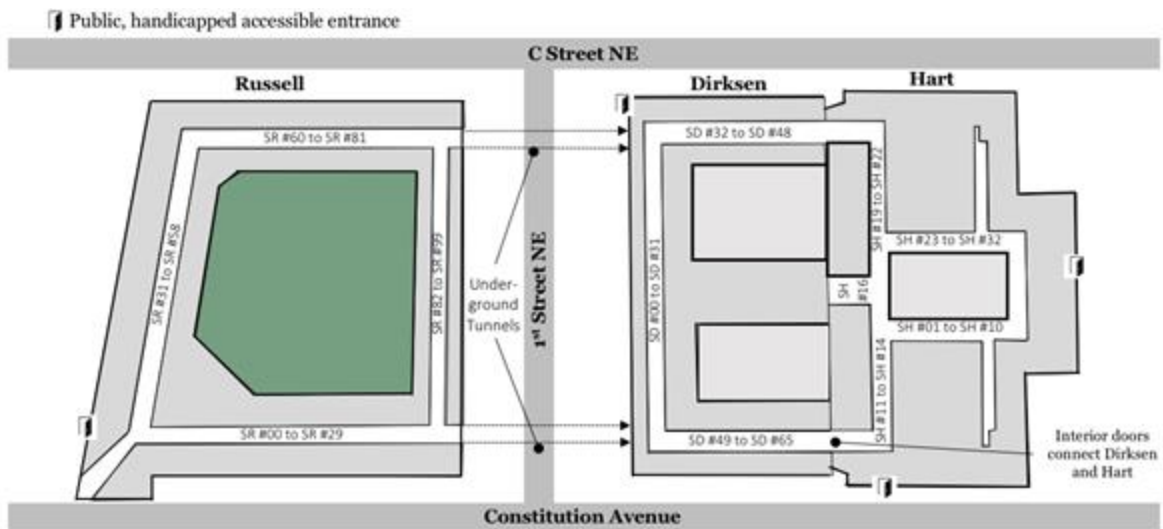 Public, handicapped accessible entrance
C Street NE
Russell
Dirksen
Hart
SR #60 to SR #81
SR #31 to SR #58
SR #82 to SR #99
SR #00 to SR #29
Under-
ground
Tunnels
1st Street NE
SD #32 to SD #48
SD #00 to SD #31
SD #49 to SD #65
SH #19 to SH #22
SH #23 to SH #32
SH
#16
SH #01 to SH #10
SH #11 to SH #14
Interior doors
connect Dirksen
and Hart
Constitution Avenue